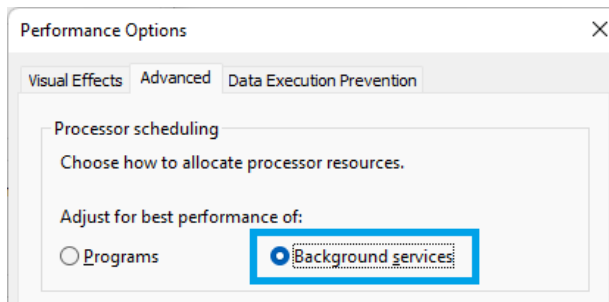 Performance Options
Visual Effects Advanced Data Execution Prevention
Processor scheduling
Choose how to allocate processor resources.
Adjust for best performance of:
Programs Background services